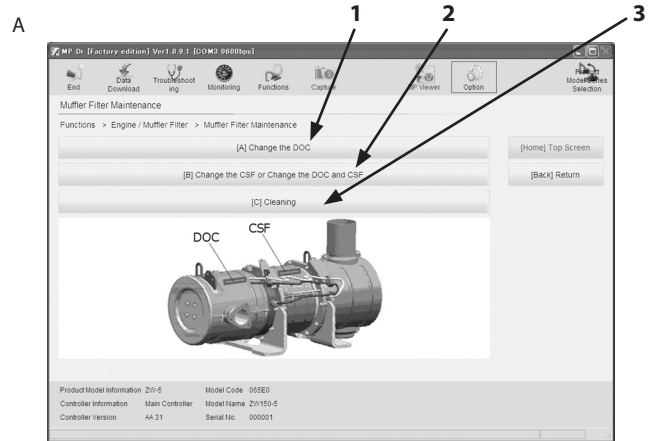 1 2 3
A
MP Dr [Factory edition] Ver1.8.9.1 [COM3 9600bps]
End Data Download Troubleshooting Monitoring Functions Capture MP Viewer Option Product Model-Series Selection
Muffler Filter Maintenance
Functions > Engine / Muffler Filter > Muffler Filter Maintenance
[A] Change the DOC [Home] Top Screen
[B] Change the CSF or Change the DOC and CSF [Back] Return
[C] Cleaning
DOC CSF
Product Model Information ZW-5 Model Code 065E0
Controller Information Main Controller Model Name ZW150-5
Controller Version AA 31 Serial No. 000001